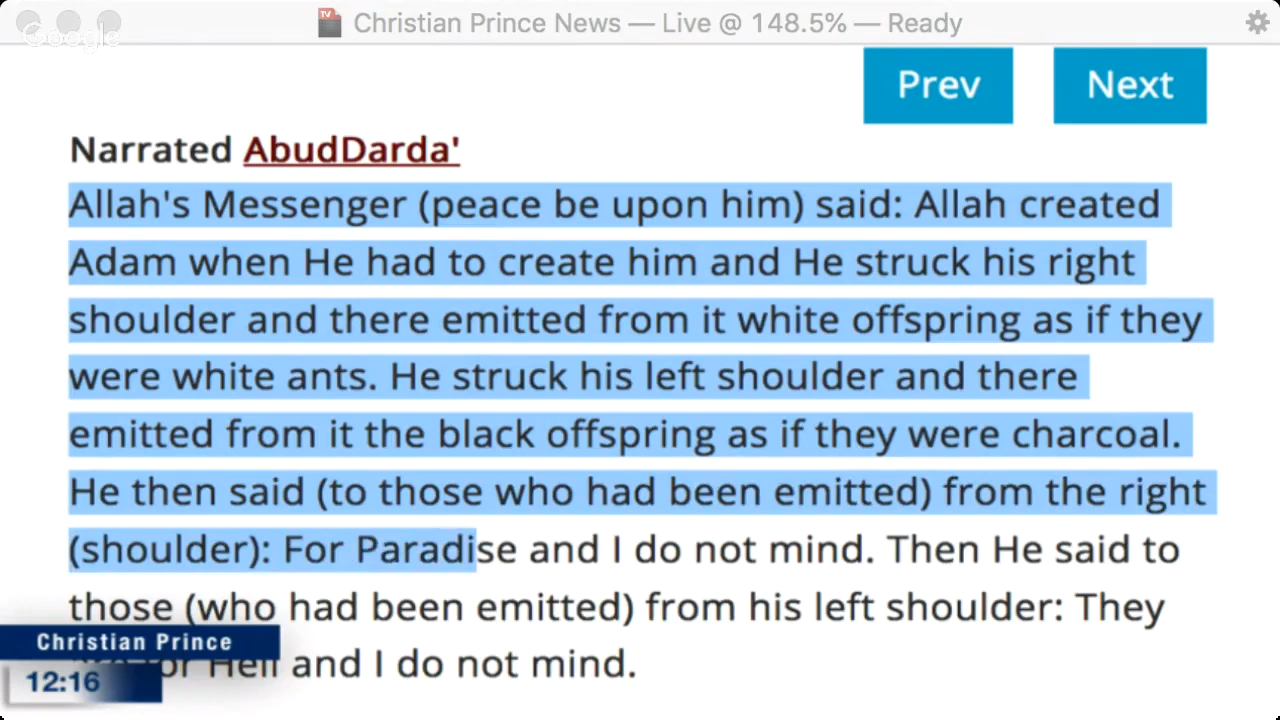 Christian Prince News — Live @ 148.5% — Ready
TV
Google
Prev Next
Narrated AbudDarda'
Allah's Messenger (peace be upon him) said: Allah created
Adam when He had to create him and He struck his right
shoulder and there emitted from it white offspring as if they
were white ants. He struck his left shoulder and there
emitted from it the black offspring as if they were charcoal.
He then said (to those who had been emitted) from the right
(shoulder): For Paradise and I do not mind. Then He said to
those (who had been emitted) from his left shoulder: They
for Hell and I do not mind.
Christian Prince
12:16